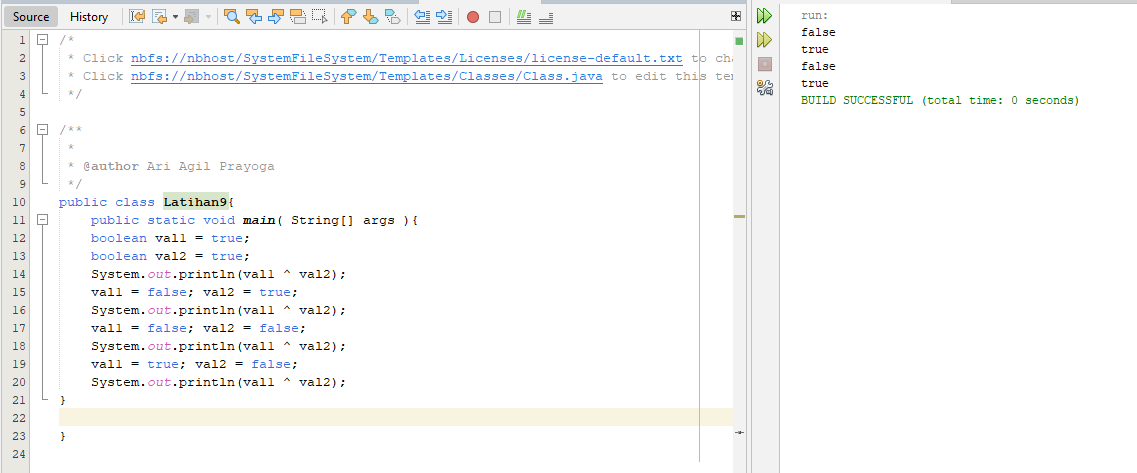 Source History
1 /*
2 * Click nbfs://nbhost/SystemFileSystem/Templates/Licenses/license-default.txt to cha
3 * Click nbfs://nbhost/SystemFileSystem/Templates/Classes/Class.java to edit this te
4 */
5
6 /**
7 *
8 * @author Ari Agil Prayoga
9 */
10 public class Latihan9{
11 public static void main( String[] args ){
12 boolean val1 = true;
13 boolean val2 = true;
14 System.out.println(val1 ^ val2);
15 val1 = false; val2 = true;
16 System.out.println(val1 ^ val2);
17 val1 = false; val2 = false;
18 System.out.println(val1 ^ val2);
19 val1 = true; val2 = false;
20 System.out.println(val1 ^ val2);
21 }
22
23 }
24
run:
false
true
false
true
BUILD SUCCESSFUL (total time: 0 seconds)